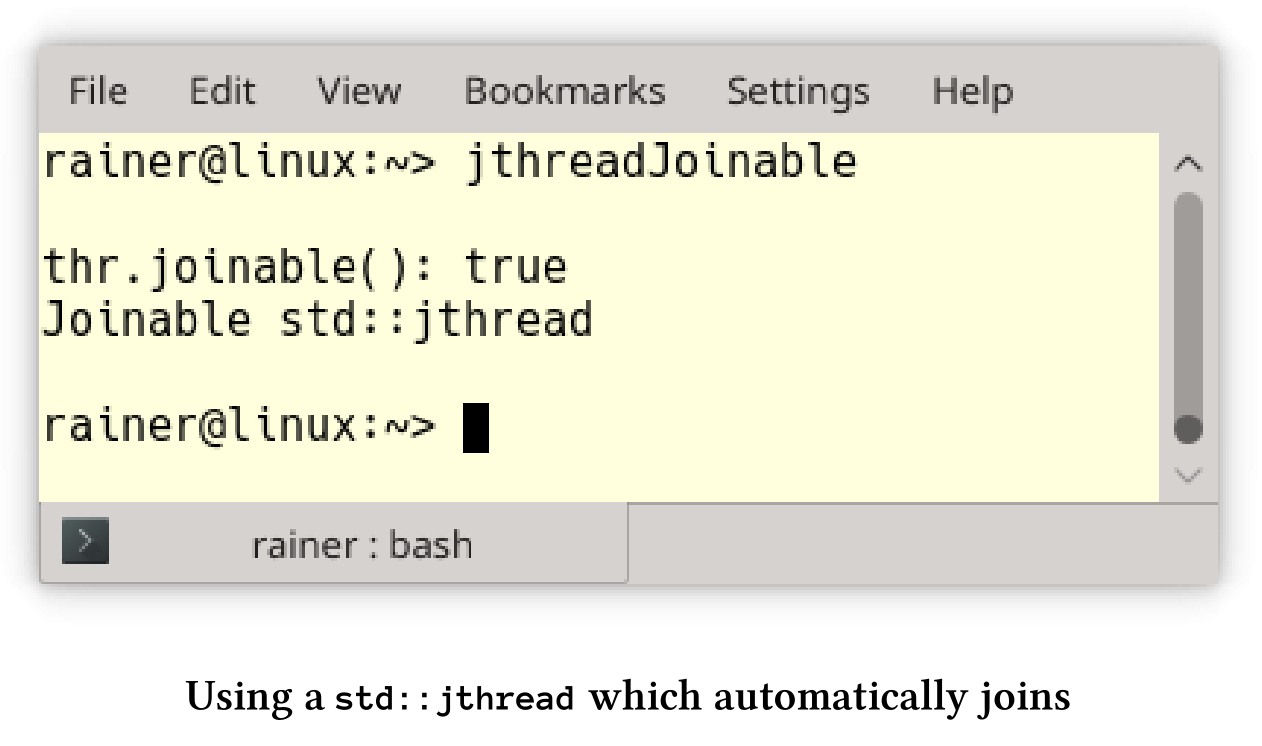 File Edit View Bookmarks Settings Help
rainer@linux:~> jthreadJoinable
thr.joinable(): true
Joinable std::jthread
rainer@linux:~>
rainer : bash
Using a std::jthread which automatically joins